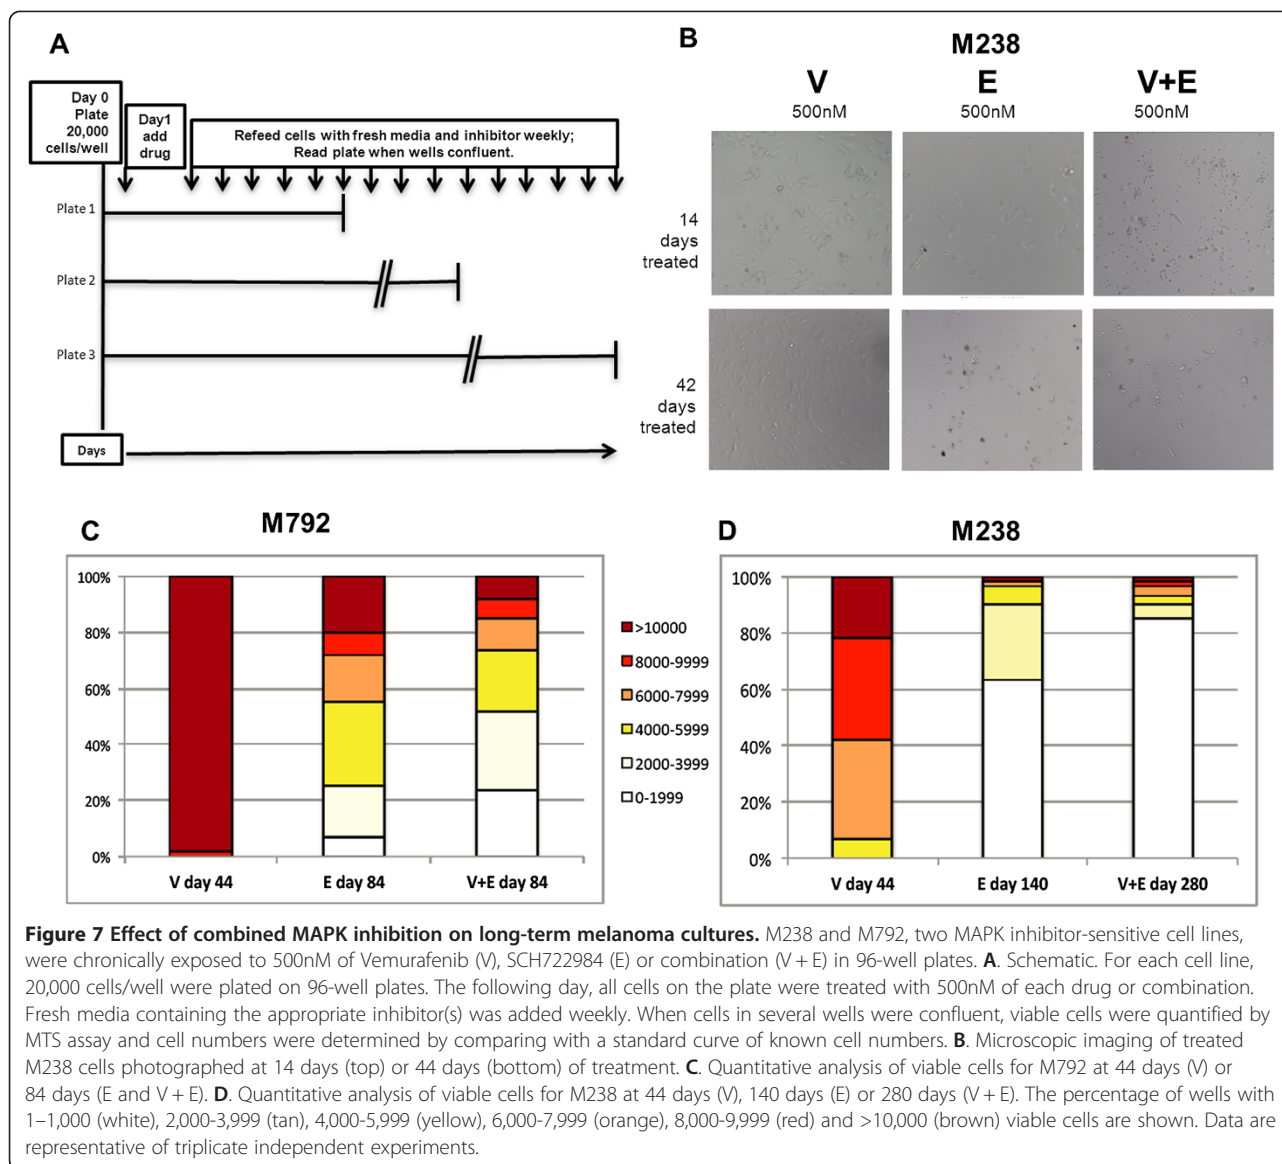 A
Day 0
Plate
20,000
cells/well
Day1
add
drug
Refeed cells with fresh media and inhibitor weekly;
Read plate when wells confluent.
Plate 1
Plate 2
Plate 3
Days
B
M238
V
E
V+E
500nM
500nM
500nM
14
days
treated
42
days
treated
C
M792
100%
80%
60%
40%
20%
0%
V day 44
E day 84
V+E day 84
>10000
8000-9999
6000-7999
4000-5999
2000-3999
0-1999
D
M238
100%
80%
60%
40%
20%
0%
V day 44
E day 140
V+E day 280
Figure 7 Effect of combined MAPK inhibition on long-term melanoma cultures. M238 and M792, two MAPK inhibitor-sensitive cell lines,
were chronically exposed to 500nM of Vemurafenib (V), SCH722984 (E) or combination (V + E) in 96-well plates. A. Schematic. For each cell line,
20,000 cells/well were plated on 96-well plates. The following day, all cells on the plate were treated with 500nM of each drug or combination.
Fresh media containing the appropriate inhibitor(s) was added weekly. When cells in several wells were confluent, viable cells were quantified by
MTS assay and cell numbers were determined by comparing with a standard curve of known cell numbers. B. Microscopic imaging of treated
M238 cells photographed at 14 days (top) or 44 days (bottom) of treatment. C. Quantitative analysis of viable cells for M792 at 44 days (V) or
84 days (E and V + E). D. Quantitative analysis of viable cells for M238 at 44 days (V), 140 days (E) or 280 days (V + E). The percentage of wells with
1–1,000 (white), 2,000-3,999 (tan), 4,000-5,999 (yellow), 6,000-7,999 (orange), 8,000-9,999 (red) and >10,000 (brown) viable cells are shown. Data are
representative of triplicate independent experiments.